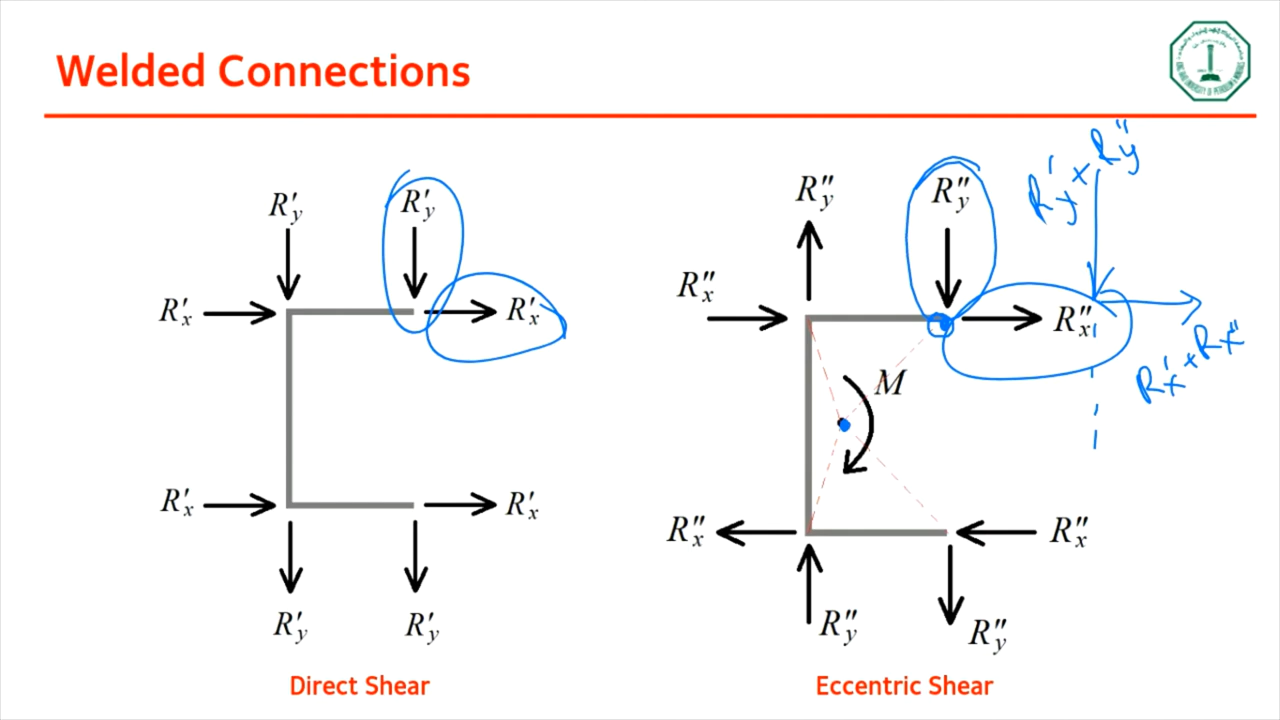 Welded Connections
R′y
R′y
R′x
R′x
R′x
R′x
R′y
R′y
Direct Shear
R″y
R″y
R′y + R″y
R″x
R″x
R′x + R″x
M
R″x
R″x
R″y
R″y
Eccentric Shear